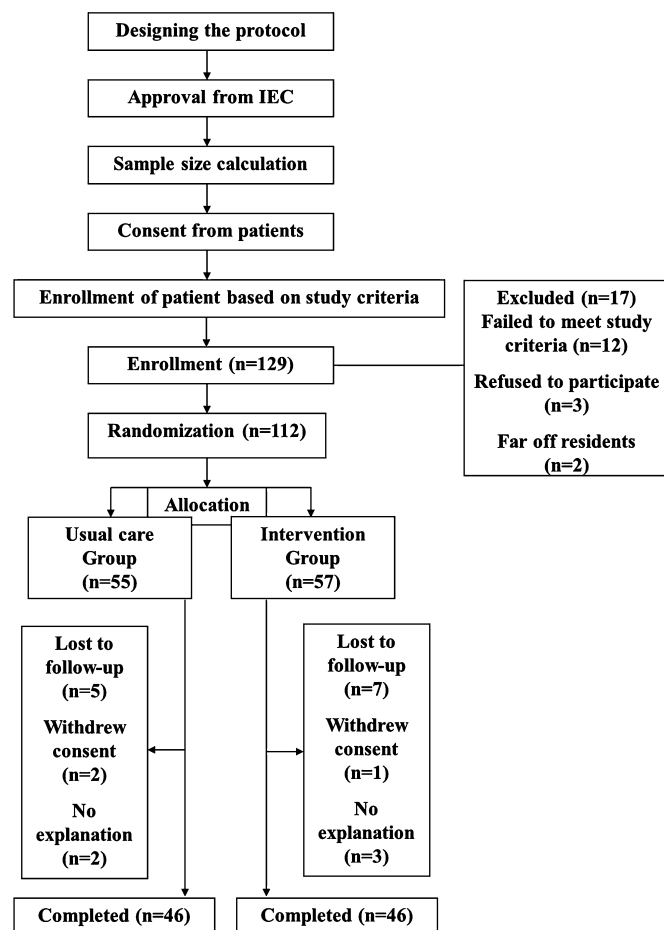 Designing the protocol
Approval from IEC
Sample size calculation
Consent from patients
Enrollment of patient based on study criteria
Enrollment (n=129)
Excluded (n=17)
Failed to meet study
criteria (n=12)
Refused to participate
(n=3)
Far off residents
(n=2)
Randomization (n=112)
Allocation
Usual care
Group
(n=55)
Intervention
Group
(n=57)
Lost to
follow-up
(n=5)
Withdrew
consent
(n=2)
No
explanation
(n=2)
Lost to
follow-up
(n=7)
Withdrew
consent
(n=1)
No
explanation
(n=3)
Completed (n=46)
Completed (n=46)